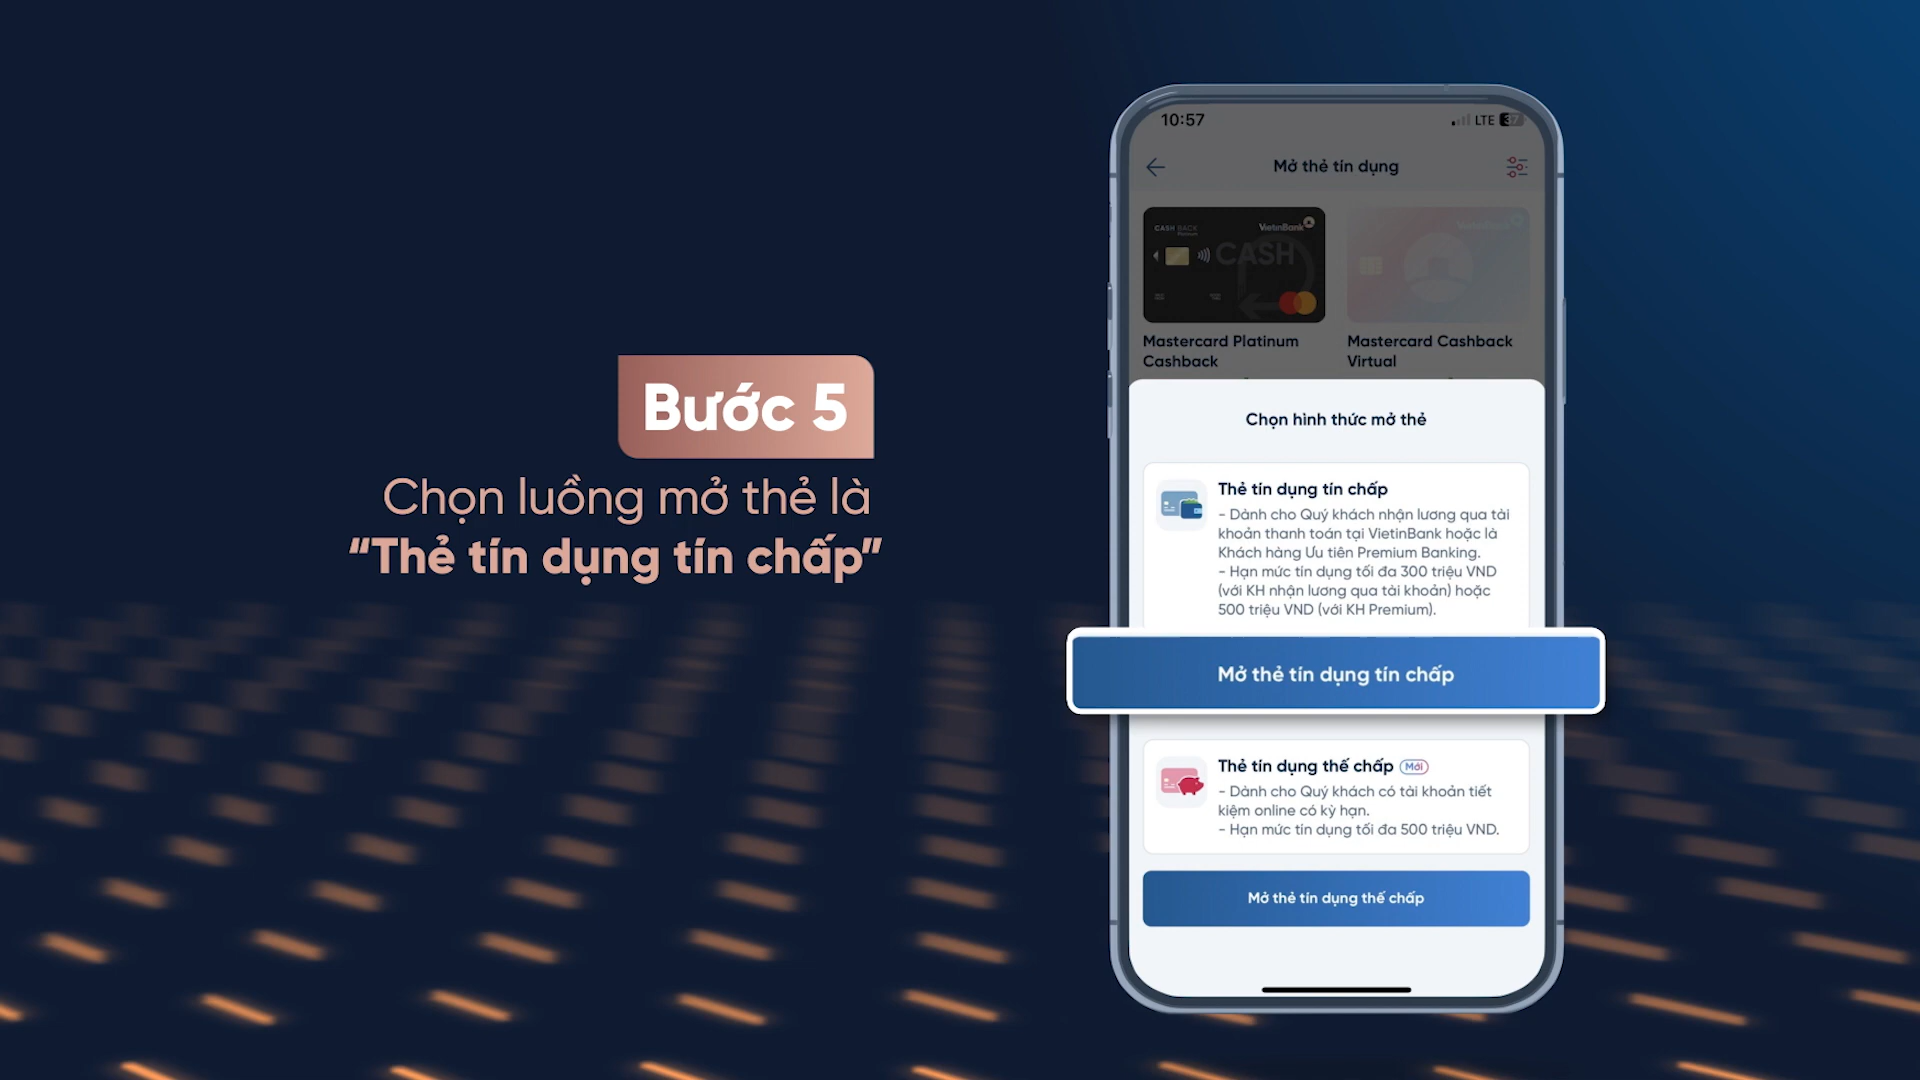 Bước 5
Chọn luồng mở thẻ là
“Thẻ tín dụng tín chấp”
10:57
LTE 37
Mở thẻ tín dụng
CASH BACK
Platinum
VietinBank
CASH
VietinBank
Mastercard Platinum
Cashback
Mastercard Cashback
Virtual
Chọn hình thức mở thẻ
Thẻ tín dụng tín chấp
- Dành cho Quý khách nhận lương qua tài
khoản thanh toán tại VietinBank hoặc là
Khách hàng Ưu tiên Premium Banking.
- Hạn mức tín dụng tối đa 300 triệu VND
(với KH nhận lương qua tài khoản) hoặc
500 triệu VND (với KH Premium).
Mở thẻ tín dụng tín chấp
Thẻ tín dụng thế chấp Mới
- Dành cho Quý khách có tài khoản tiết
kiệm online có kỳ hạn.
- Hạn mức tín dụng tối đa 500 triệu VND.
Mở thẻ tín dụng thế chấp